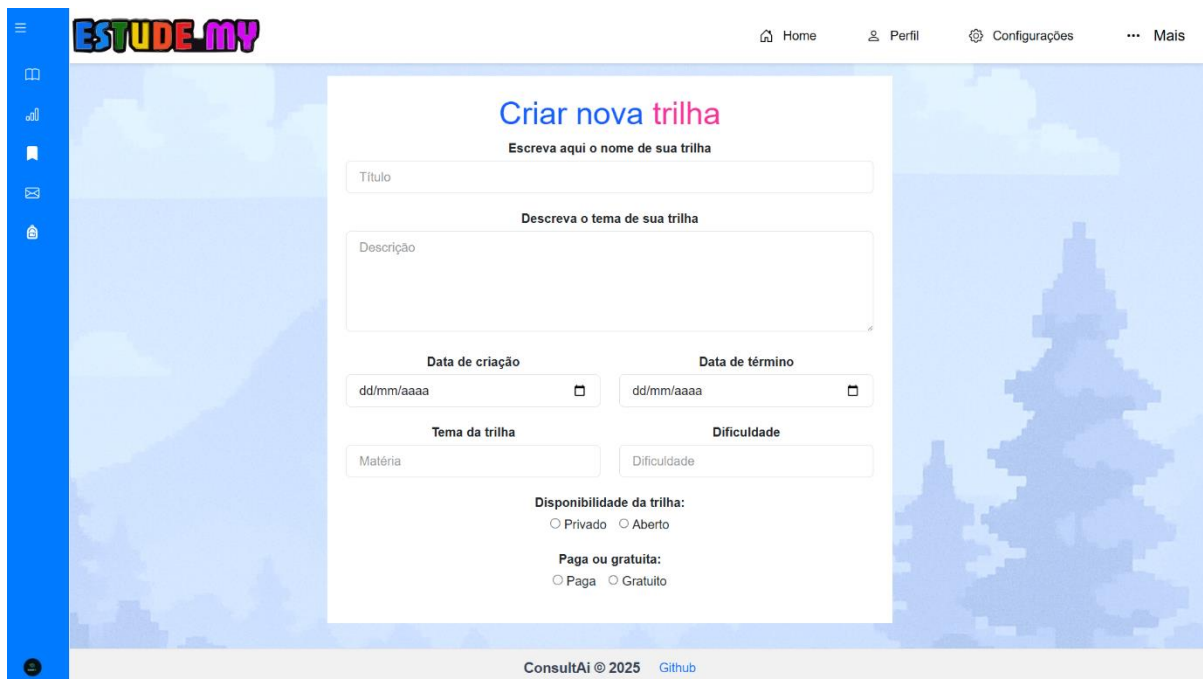 ESTUDE-MY
Home Perfil Configurações Mais
Criar nova trilha
Escreva aqui o nome de sua trilha
Título
Descreva o tema de sua trilha
Descrição
Data de criação Data de término
dd/mm/aaaa dd/mm/aaaa
Tema da trilha Dificuldade
Matéria Dificuldade
Disponibilidade da trilha:
Privado Aberto
Paga ou gratuita:
Paga Gratuito
ConsultAi © 2025 Github